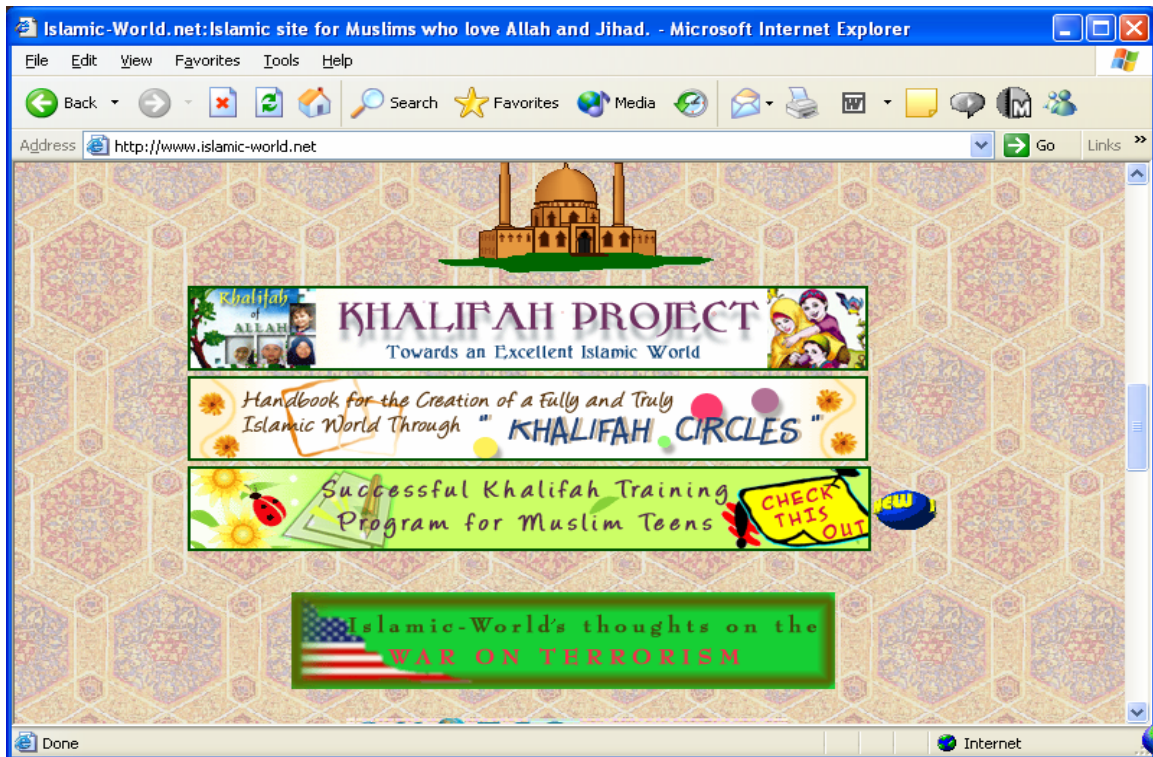 Islamic-World.net:Islamic site for Muslims who love Allah and Jihad. - Microsoft Internet Explorer
File Edit View Favorites Tools Help
Back Search Favorites Media
Address http://www.islamic-world.net Go Links »
Khalifah
of
ALLAH
KHALIFAH PROJECT
Towards an Excellent Islamic World
Handbook for the Creation of a Fully and Truly
Islamic World Through " KHALIFAH CIRCLES "
Successful Khalifah Training
Program for Muslim Teens
CHECK
THIS
OUT
NEW
Islamic-World's thoughts on the
WAR ON TERRORISM
Done Internet